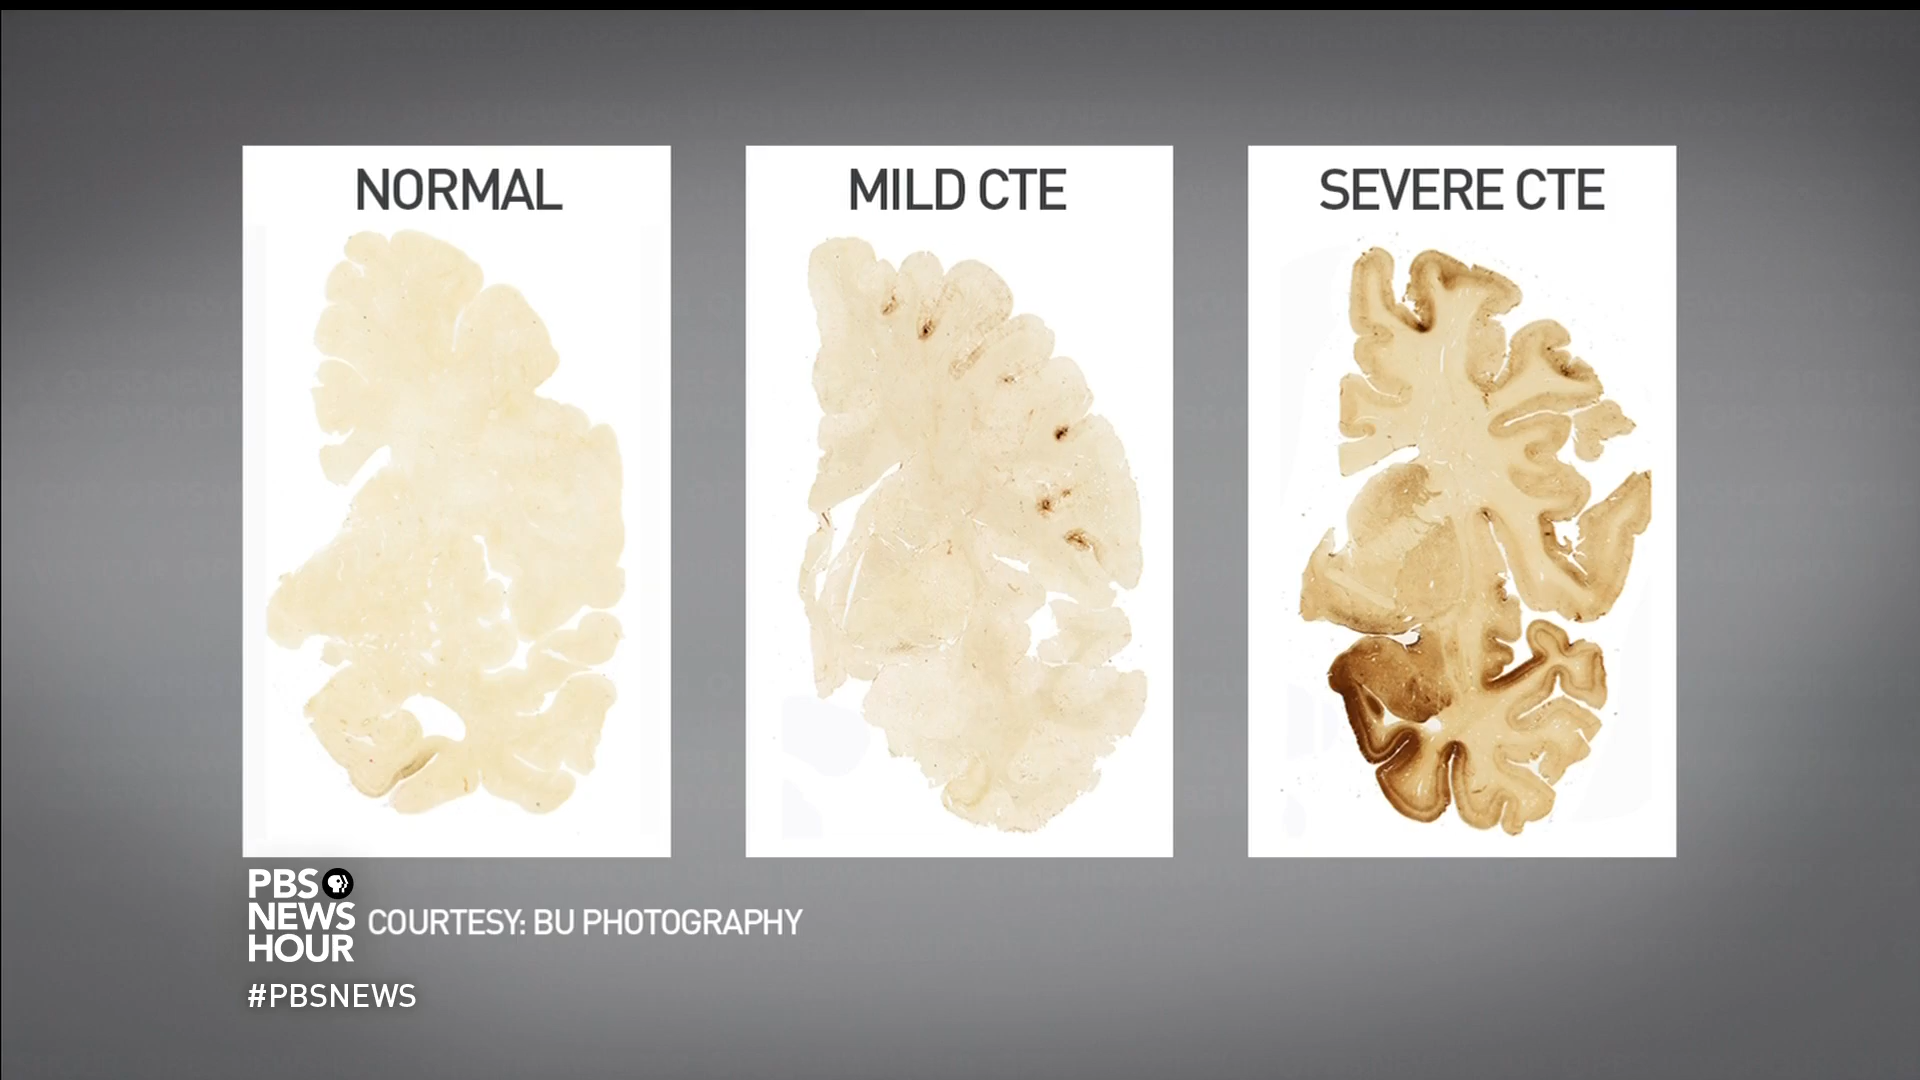 NORMAL
MILD CTE
SEVERE CTE
PBS
NEWS
HOUR
COURTESY: BU PHOTOGRAPHY
#PBSNEWS